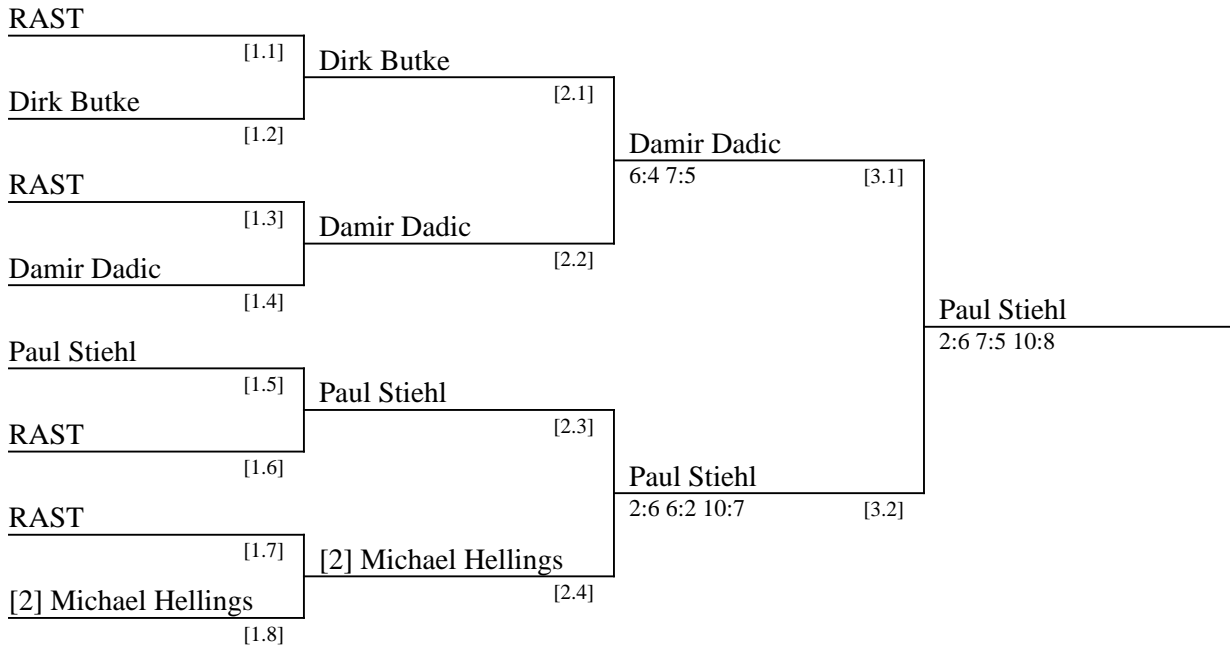 RAST
[1.1]
Dirk Butke
Dirk Butke
[2.1]
[1.2]
Damir Dadic
6:4 7:5
[3.1]
RAST
[1.3]
Damir Dadic
Damir Dadic
[2.2]
[1.4]
Paul Stiehl
2:6 7:5 10:8
Paul Stiehl
[1.5]
Paul Stiehl
[2.3]
RAST
[1.6]
Paul Stiehl
2:6 6:2 10:7
[3.2]
RAST
[1.7]
[2] Michael Hellings
[2.4]
[2] Michael Hellings
[1.8]